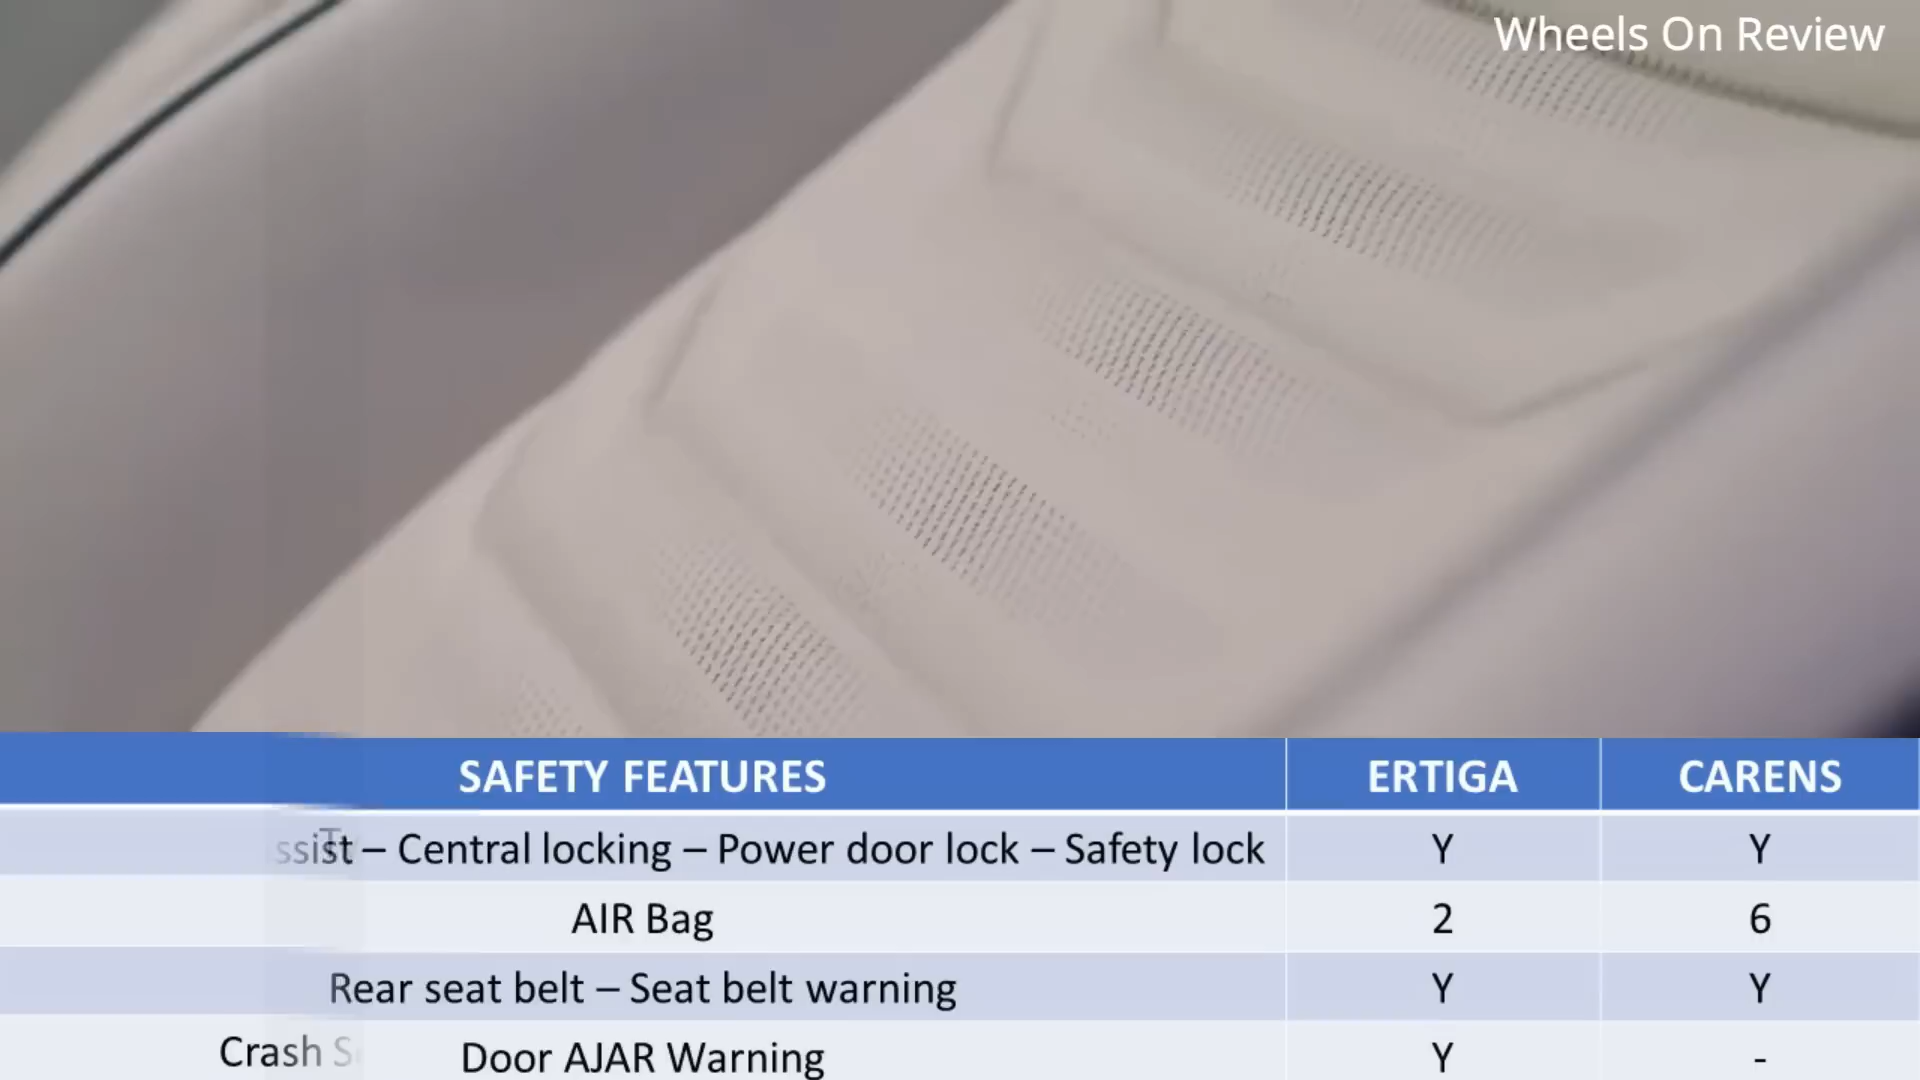 Wheels On Review
SAFETY FEATURES ERTIGA CARENS
– Central locking – Power door lock – Safety lock Y Y
AIR Bag 2 6
Rear seat belt – Seat belt warning Y Y
Crash
Door AJAR Warning Y -